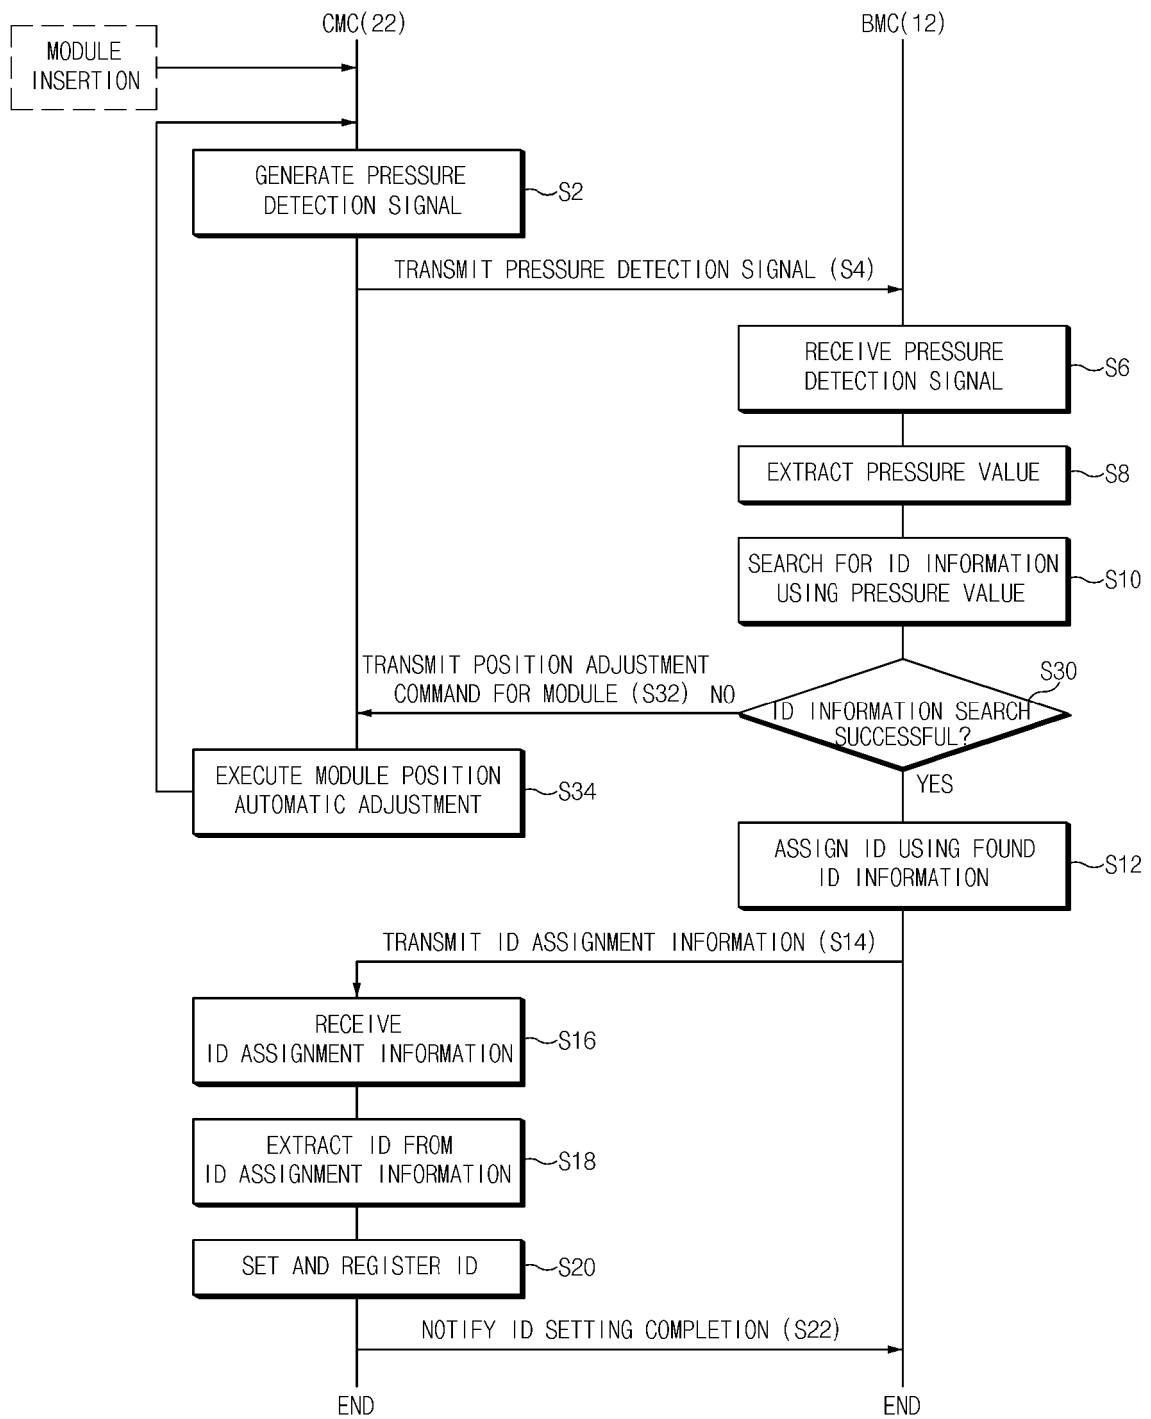 CMC(22)
BMC(12)
MODULE
INSERTION
GENERATE PRESSURE
DETECTION SIGNAL
S2
TRANSMIT PRESSURE DETECTION SIGNAL (S4)
RECEIVE PRESSURE
DETECTION SIGNAL
S6
EXTRACT PRESSURE VALUE
S8
SEARCH FOR ID INFORMATION
USING PRESSURE VALUE
S10
TRANSMIT POSITION ADJUSTMENT
COMMAND FOR MODULE (S32)
NO
S30
ID INFORMATION SEARCH
SUCCESSFUL?
YES
EXECUTE MODULE POSITION
AUTOMATIC ADJUSTMENT
S34
ASSIGN ID USING FOUND
ID INFORMATION
S12
TRANSMIT ID ASSIGNMENT INFORMATION (S14)
RECEIVE
ID ASSIGNMENT INFORMATION
S16
EXTRACT ID FROM
ID ASSIGNMENT INFORMATION
S18
SET AND REGISTER ID
S20
NOTIFY ID SETTING COMPLETION (S22)
END
END